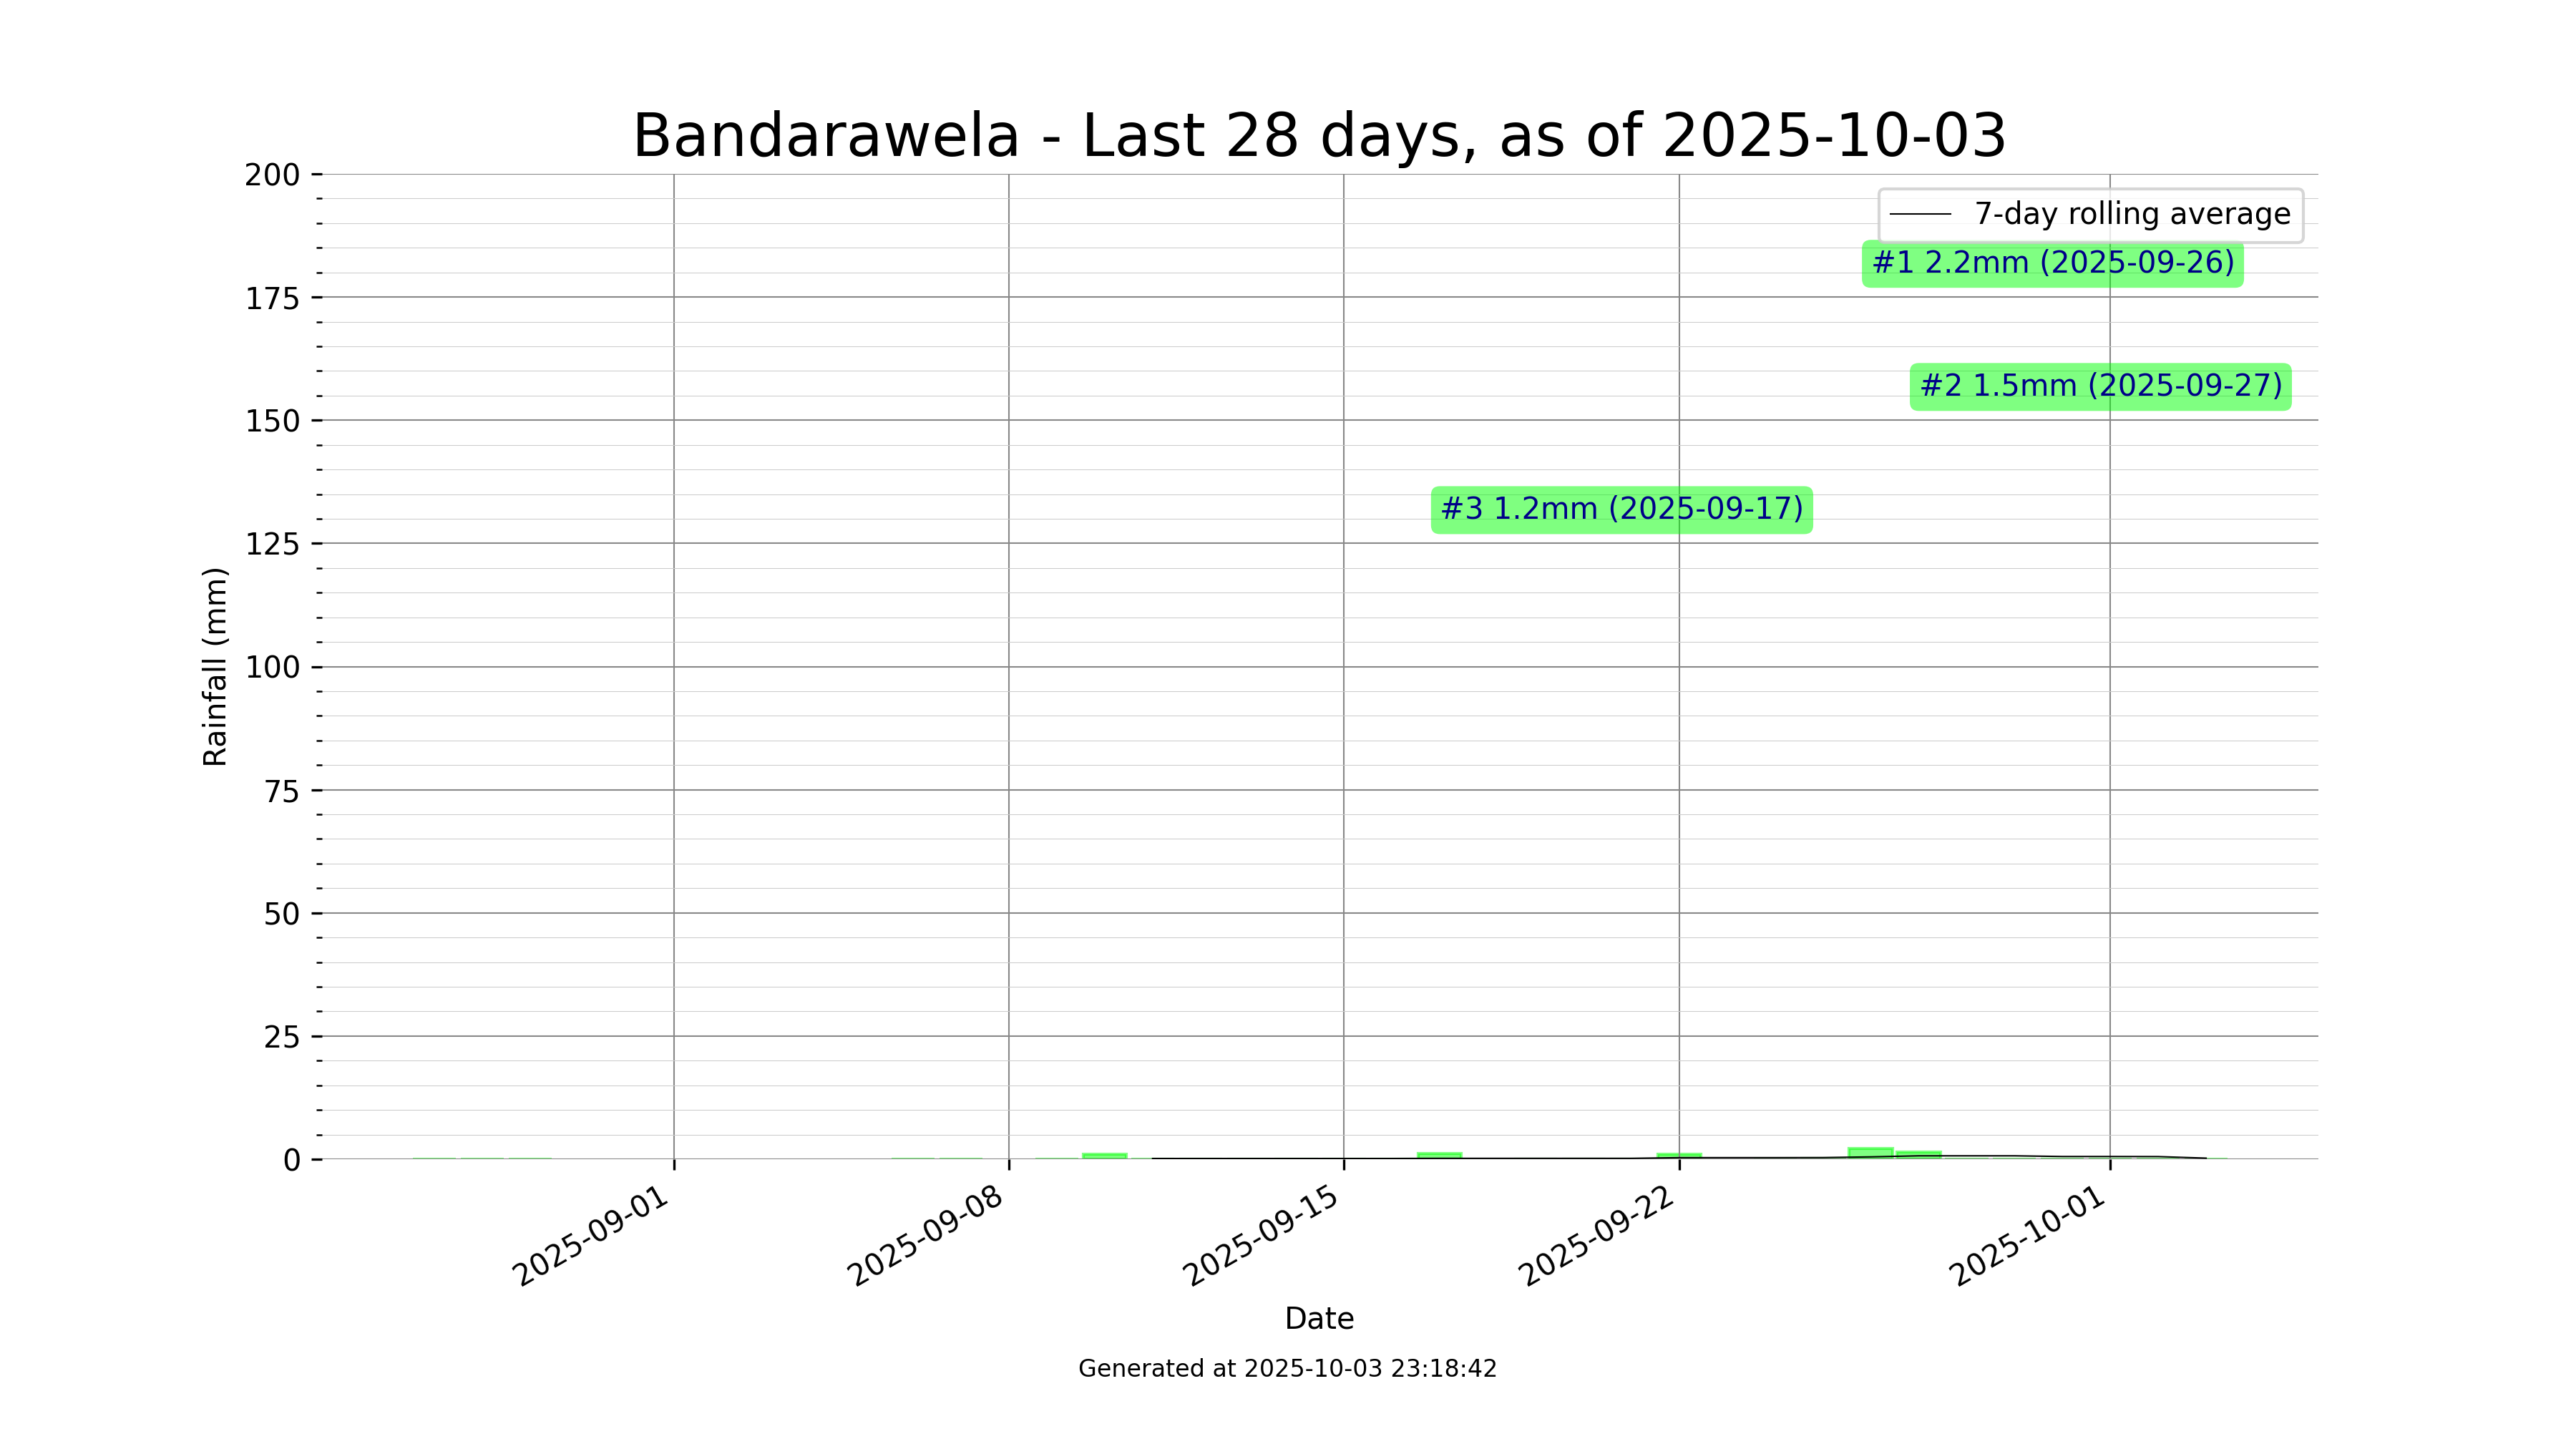 Bandarawela - Last 28 days, as of 2025-10-03
200
175
150
125
100
75
50
25
0
Rainfall (mm)
7-day rolling average
#1 2.2mm (2025-09-26)
#2 1.5mm (2025-09-27)
#3 1.2mm (2025-09-17)
2025-09-01
2025-09-08
2025-09-15
2025-09-22
2025-10-01
Date
Generated at 2025-10-03 23:18:42